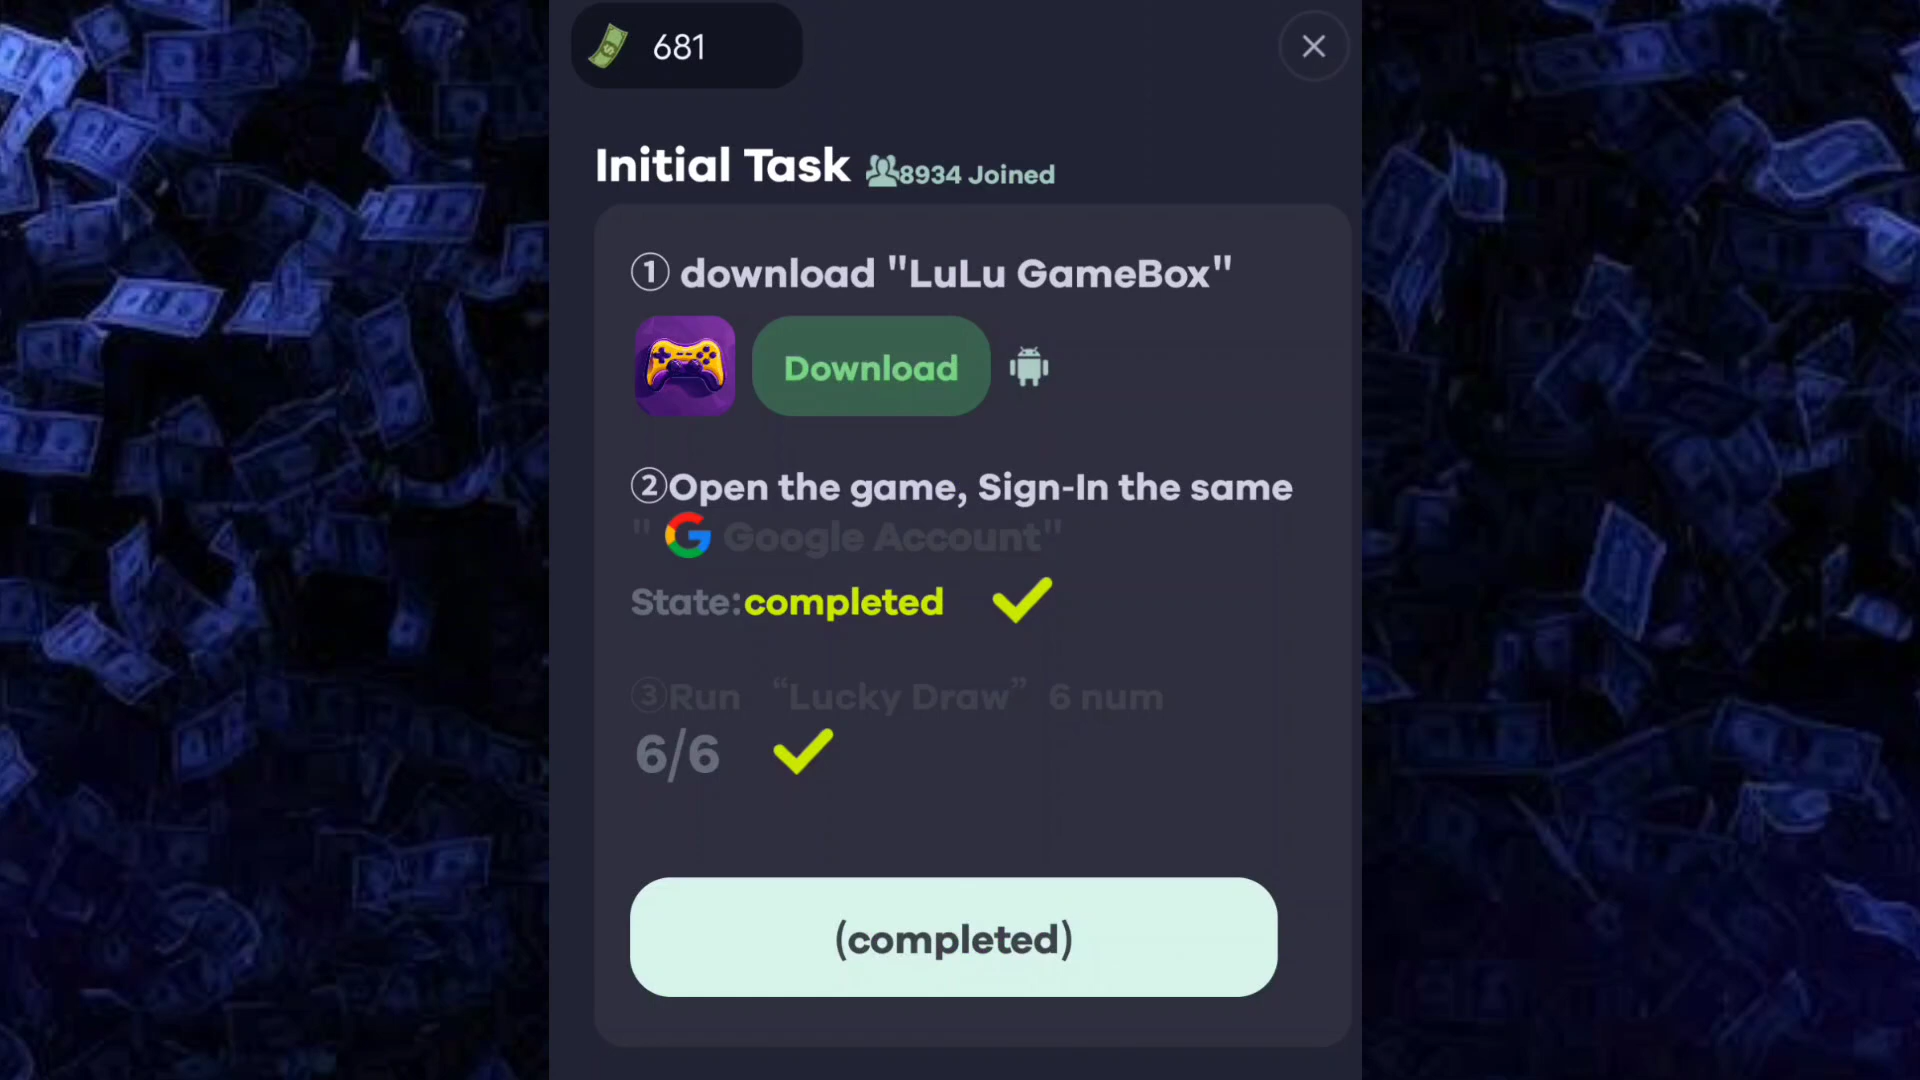 681
Initial Task 8934 Joined
① download "LuLu GameBox"
Download
②Open the game, Sign-In the same
" G Google Account"
State:completed
③Run “Lucky Draw” 6 num
6/6
(completed)